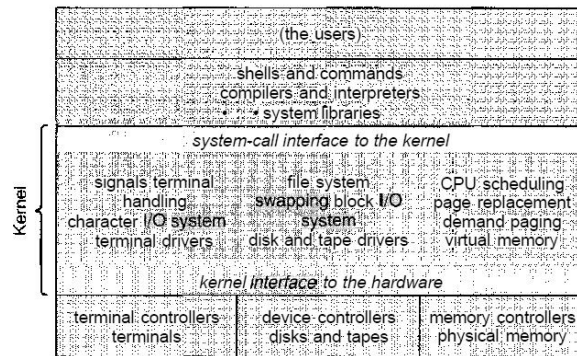 (the users)
shells and commands
compilers and interpreters
system libraries
system-call interface to the kernel
Kernel
signals terminal
handling
character I/O system
terminal drivers
file system
swapping block I/O
system
disk and tape drivers
CPU scheduling
page replacement
demand paging
virtual memory
kernel interface to the hardware
terminal controllers
terminals
device controllers
disks and tapes
memory controllers
physical memory